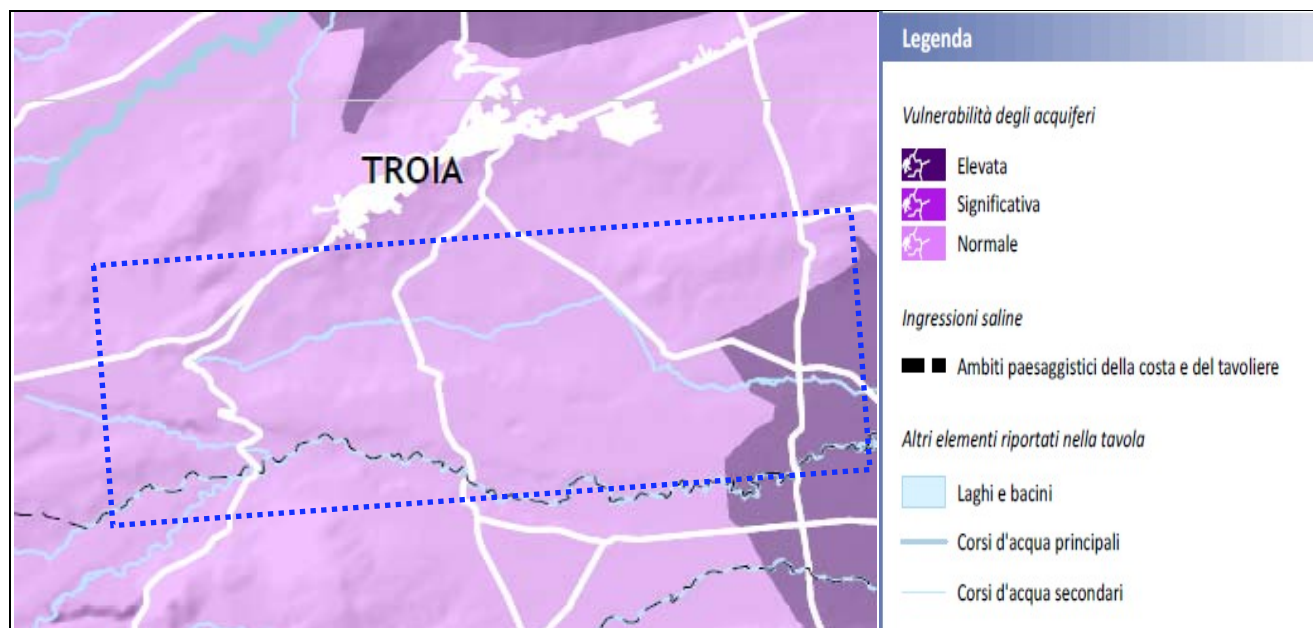 TROIA
Legenda
Vulnerabilità degli acquiferi
Elevata
Significativa
Normale
Ingressioni saline
Ambiti paesaggistici della costa e del tavoliere
Altri elementi riportati nella tavola
Laghi e bacini
Corsi d'acqua principali
Corsi d'acqua secondari